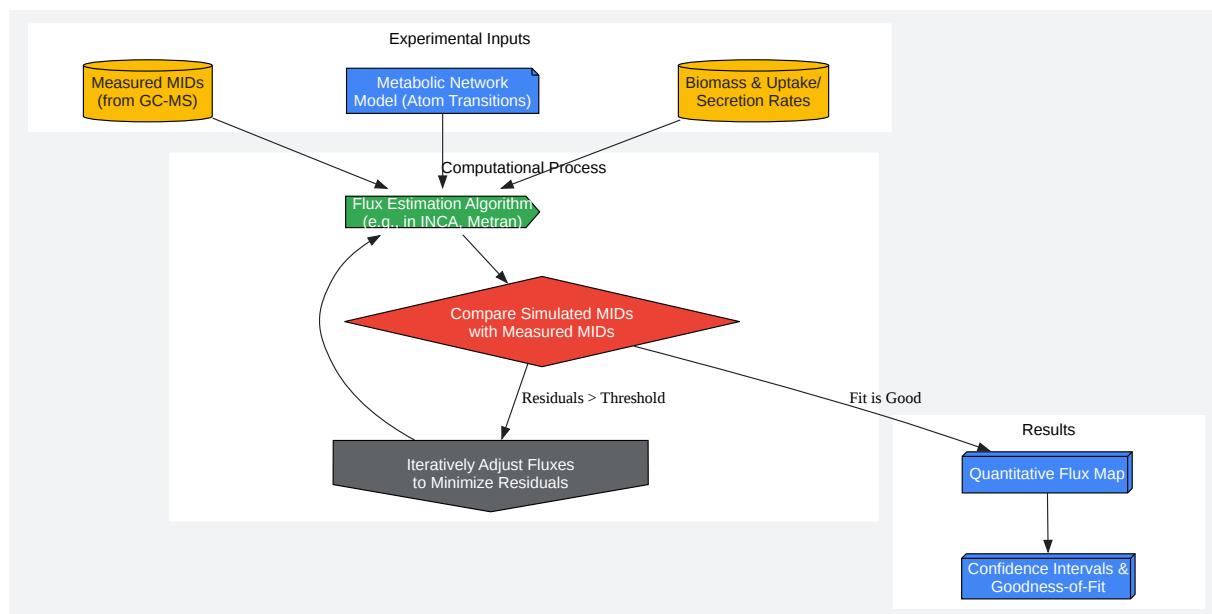 Experimental Inputs
Measured MIDs
(from GC-MS)
Metabolic Network
Model (Atom Transitions)
Biomass & Uptake/
Secretion Rates
Computational Process
Flux Estimation Algorithm
(e.g., in INCA, Metran)
Compare Simulated MIDs
with Measured MIDs
Residuals > Threshold
Fit is Good
Iteratively Adjust Fluxes
to Minimize Residuals
Results
Quantitative Flux Map
Confidence Intervals &
Goodness-of-Fit